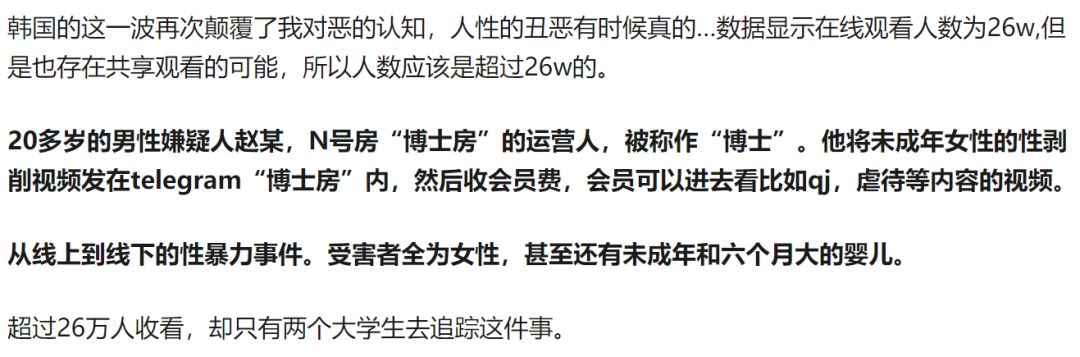 韩国的这一波再次颠覆了我对恶的认知，人性的丑恶有时候真的...数据显示在线观看人数为26w,但
是也存在共享观看的可能，所以人数应该是超过26w的。
20多岁的男性嫌疑人赵某，N号房“博士房”的运营人，被称作“博士”。他将未成年女性的性剥
削视频发在telegram“博士房”内，然后收会员费，会员可以进去看比如qj，虐待等内容的视频。
从线上到线下的性暴力事件。受害者全为女性，甚至还有未成年和六个月大的婴儿。
超过26万人收看，却只有两个大学生去追踪这件事。